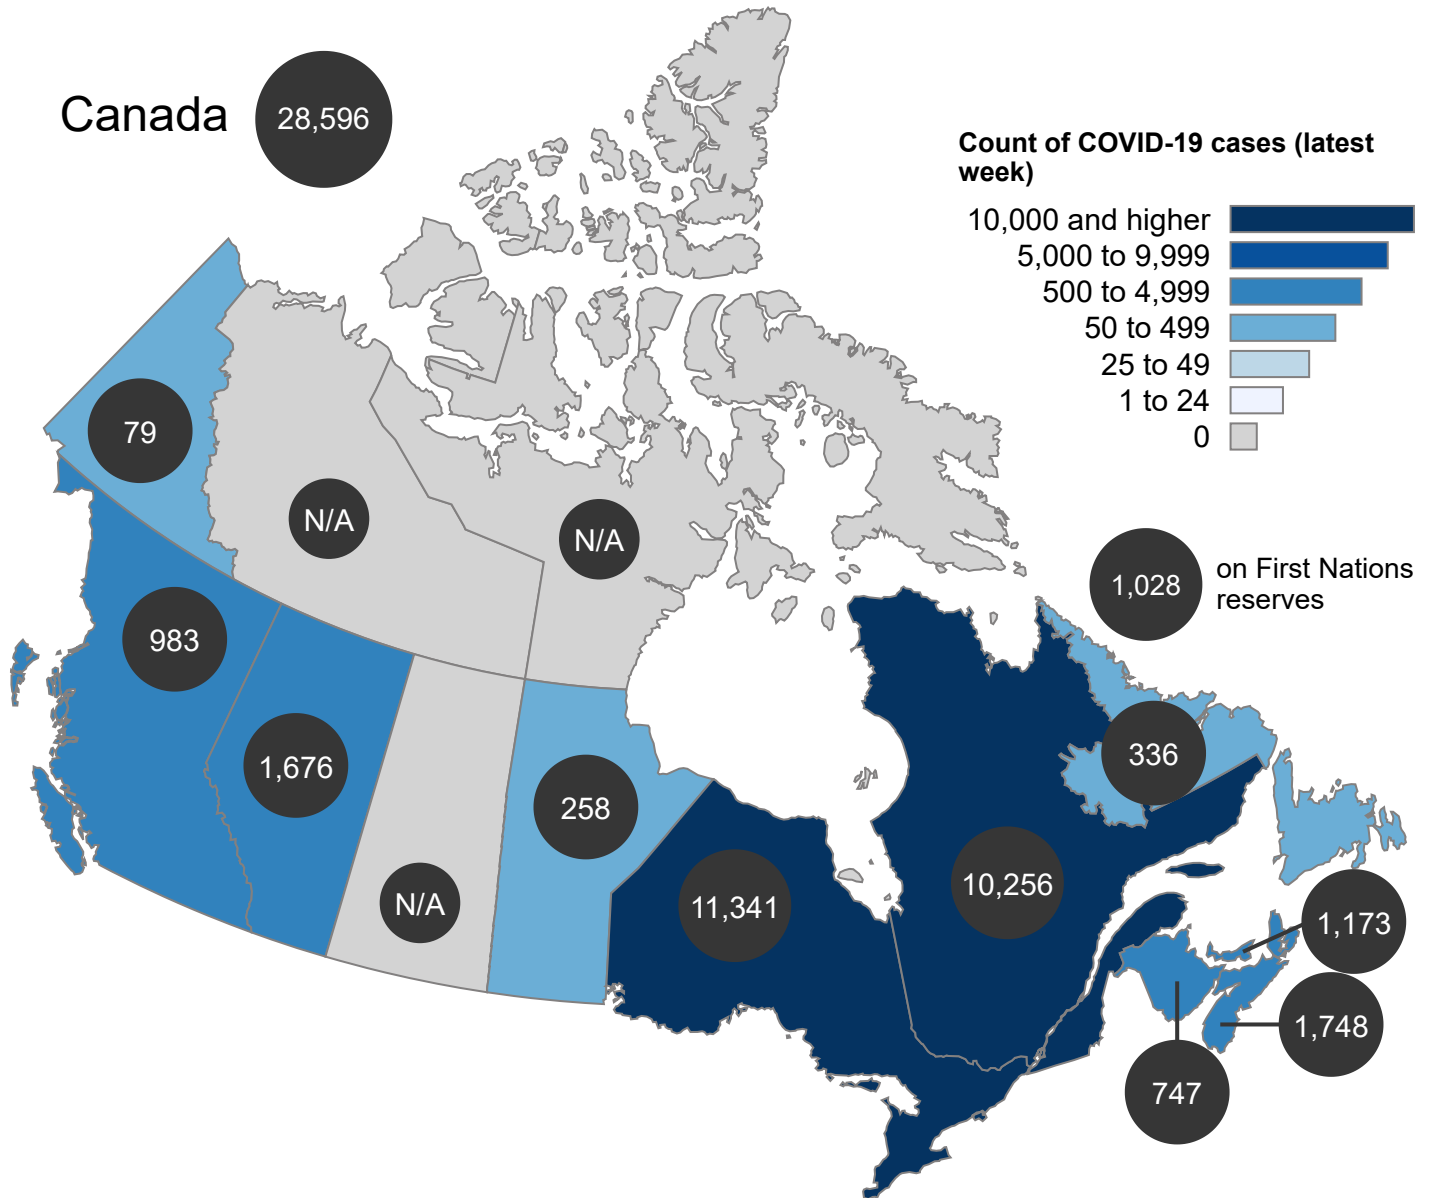 Canada
28,596
Count of COVID-19 cases (latest
week)
10,000 and higher
5,000 to 9,999
500 to 4,999
50 to 499
25 to 49
1 to 24
0
79
N/A
N/A
1,028
on First Nations
reserves
983
1,676
258
336
N/A
11,341
10,256
1,173
1,748
747